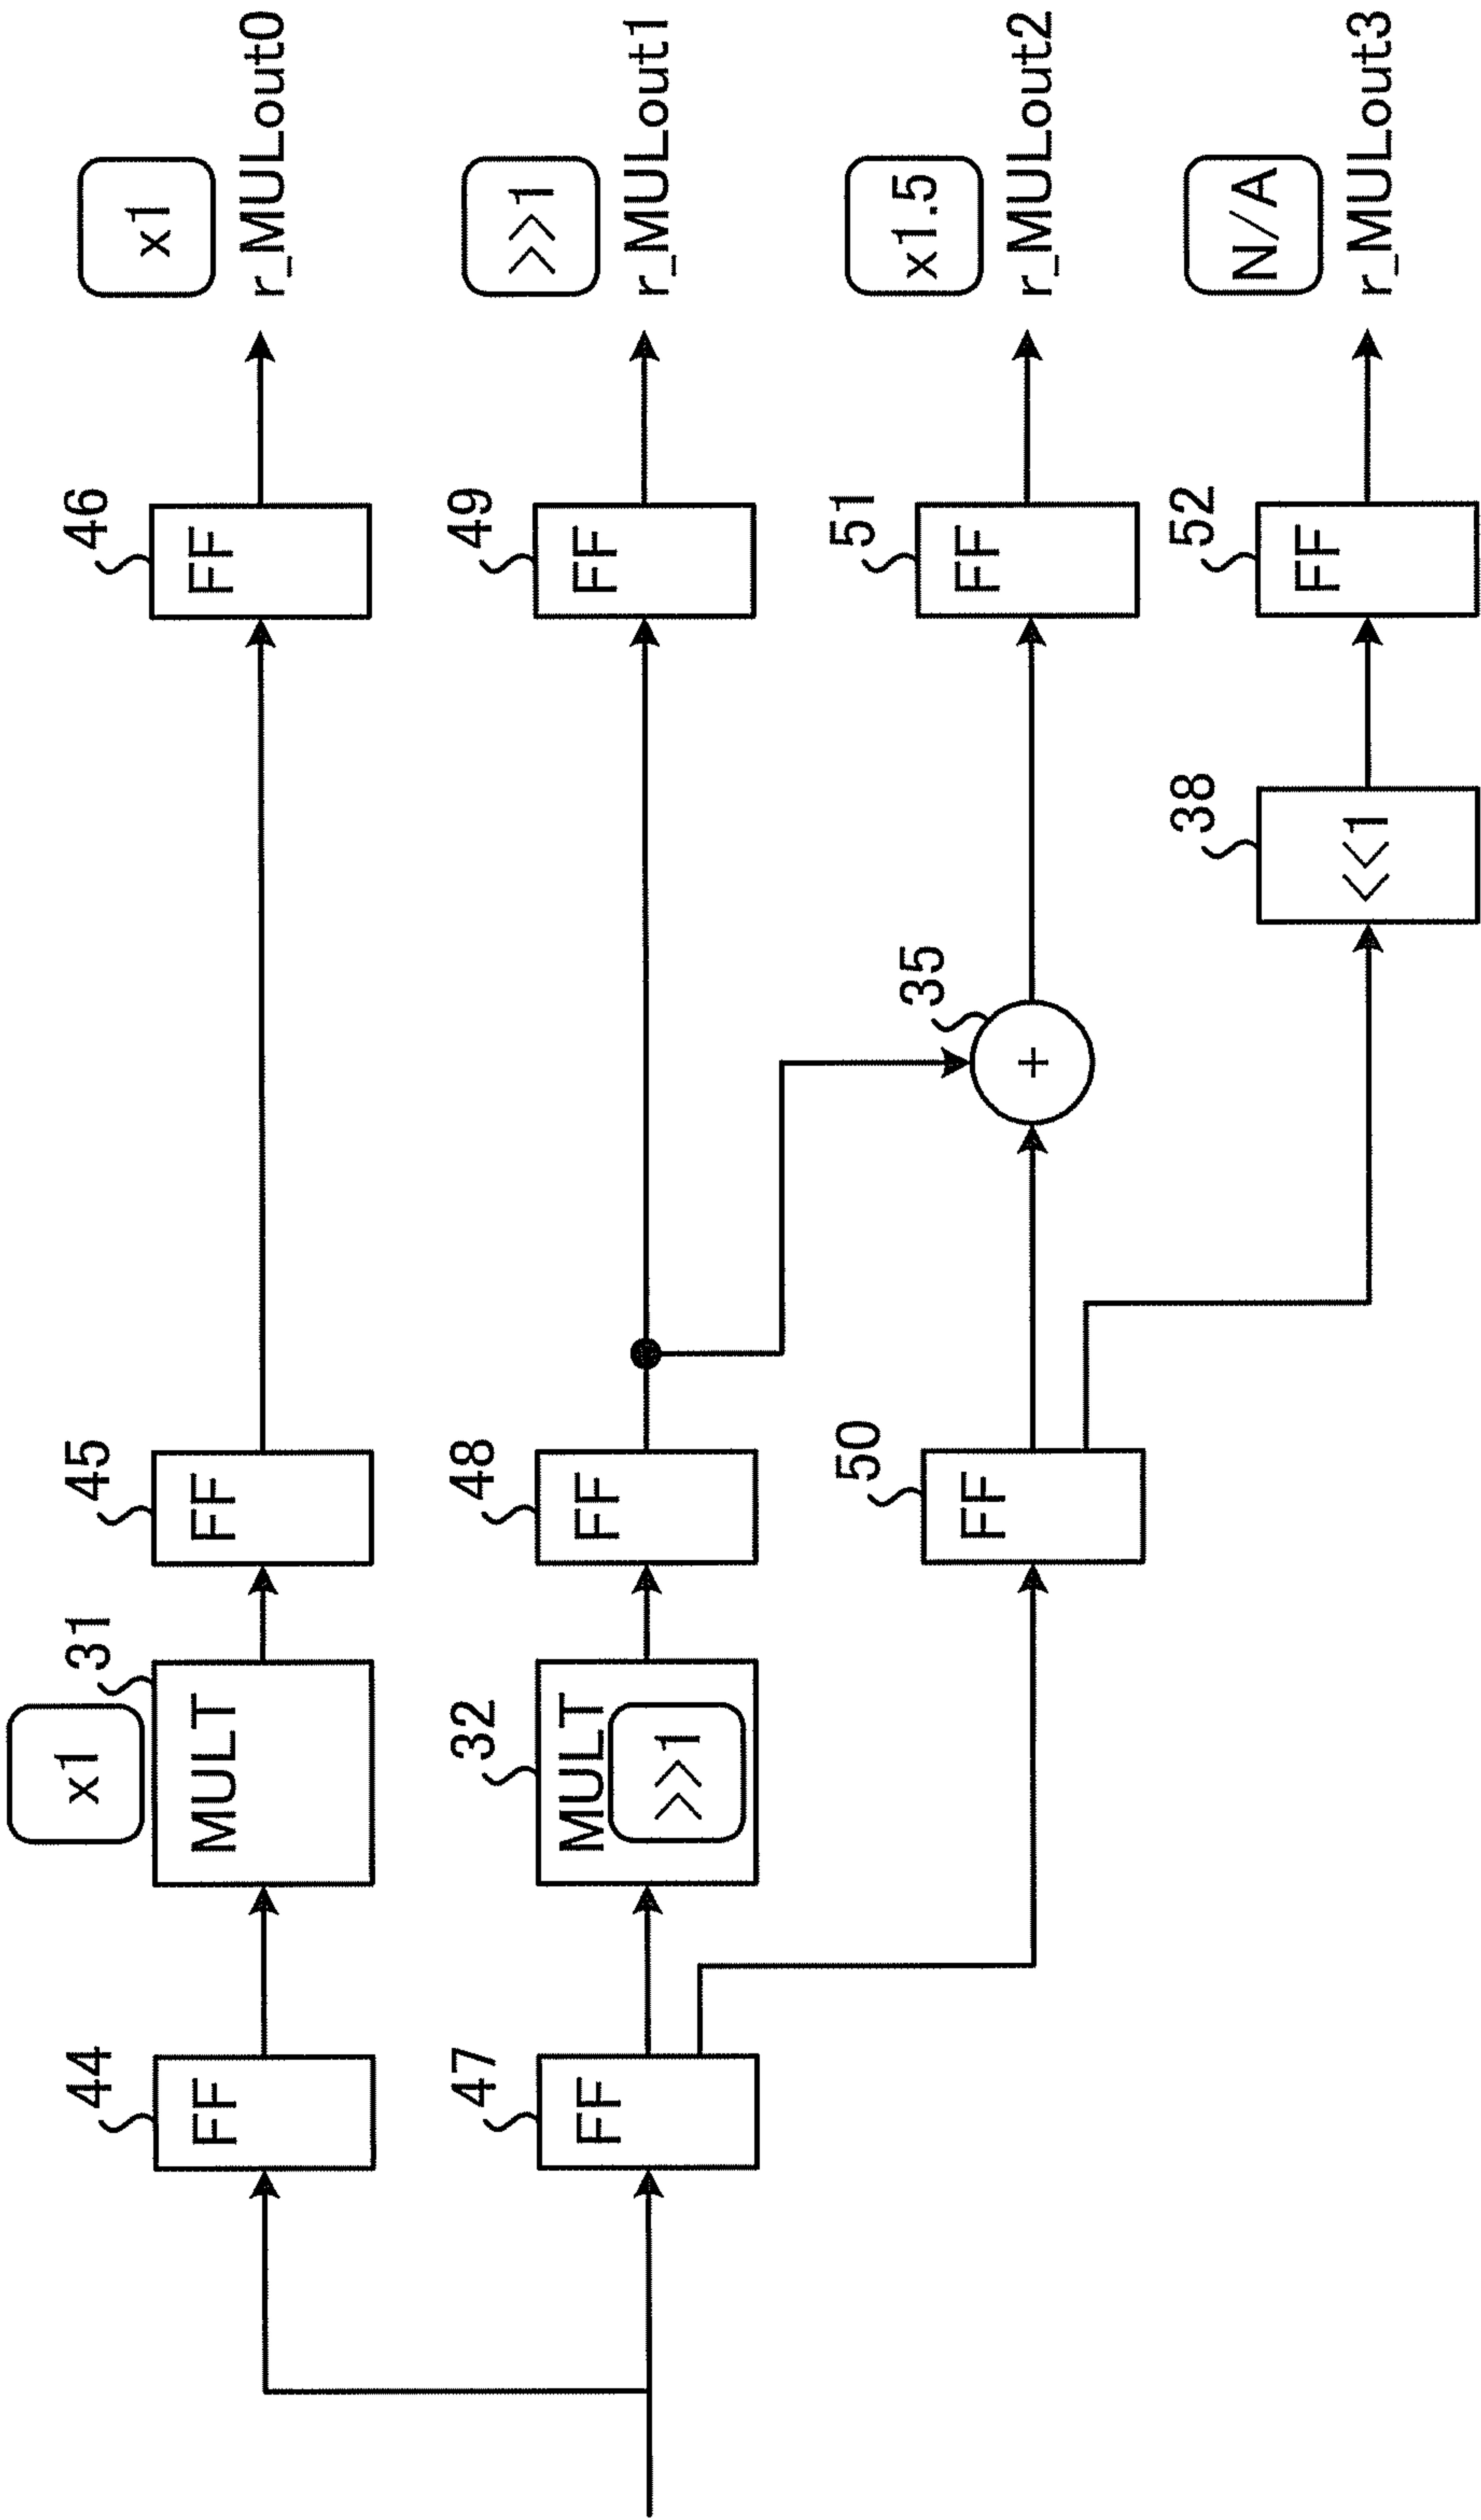 x1
44
FF
31
MULT
45
FF
46
FF
x1
r_MULout0
47
FF
32
MULT
>>1
48
FF
49
FF
>>1
r_MULout1
50
FF
35
+
51
FF
x1.5
r_MULout2
38
<<1
52
FF
N/A
r_MULout3